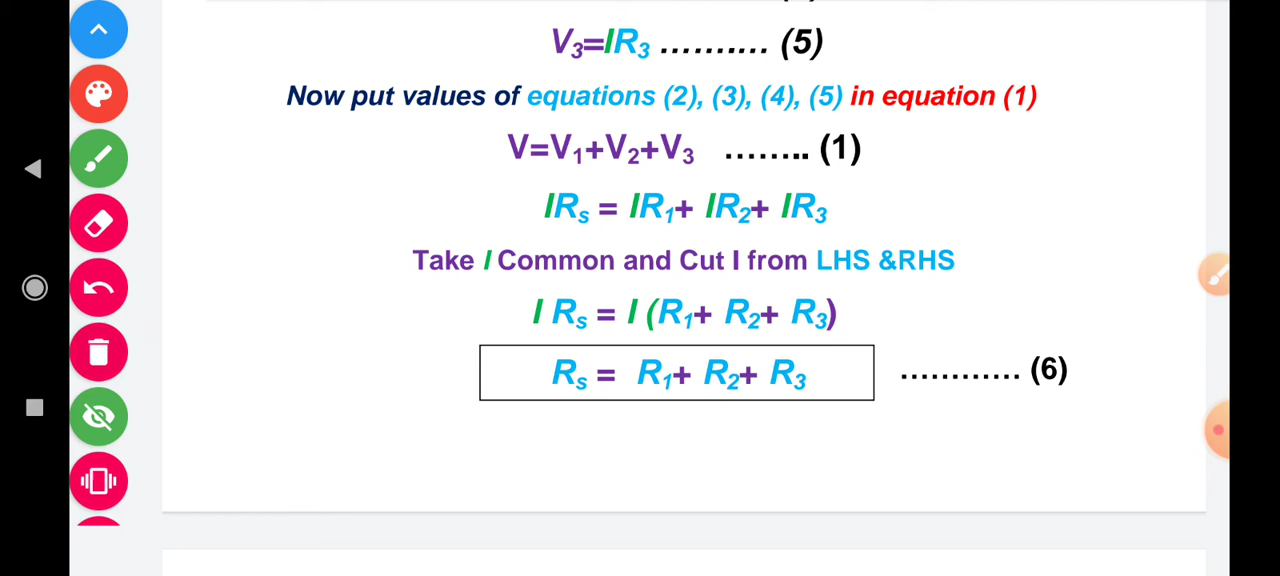 V₃=IR₃ .......... (5)
Now put values of equations (2), (3), (4), (5) in equation (1)
V=V₁+V₂+V₃ ........ (1)
IRₛ = IR₁+ IR₂+ IR₃
Take I Common and Cut I from LHS &RHS
I Rₛ = I (R₁+ R₂+ R₃)
Rₛ = R₁+ R₂+ R₃ ............ (6)